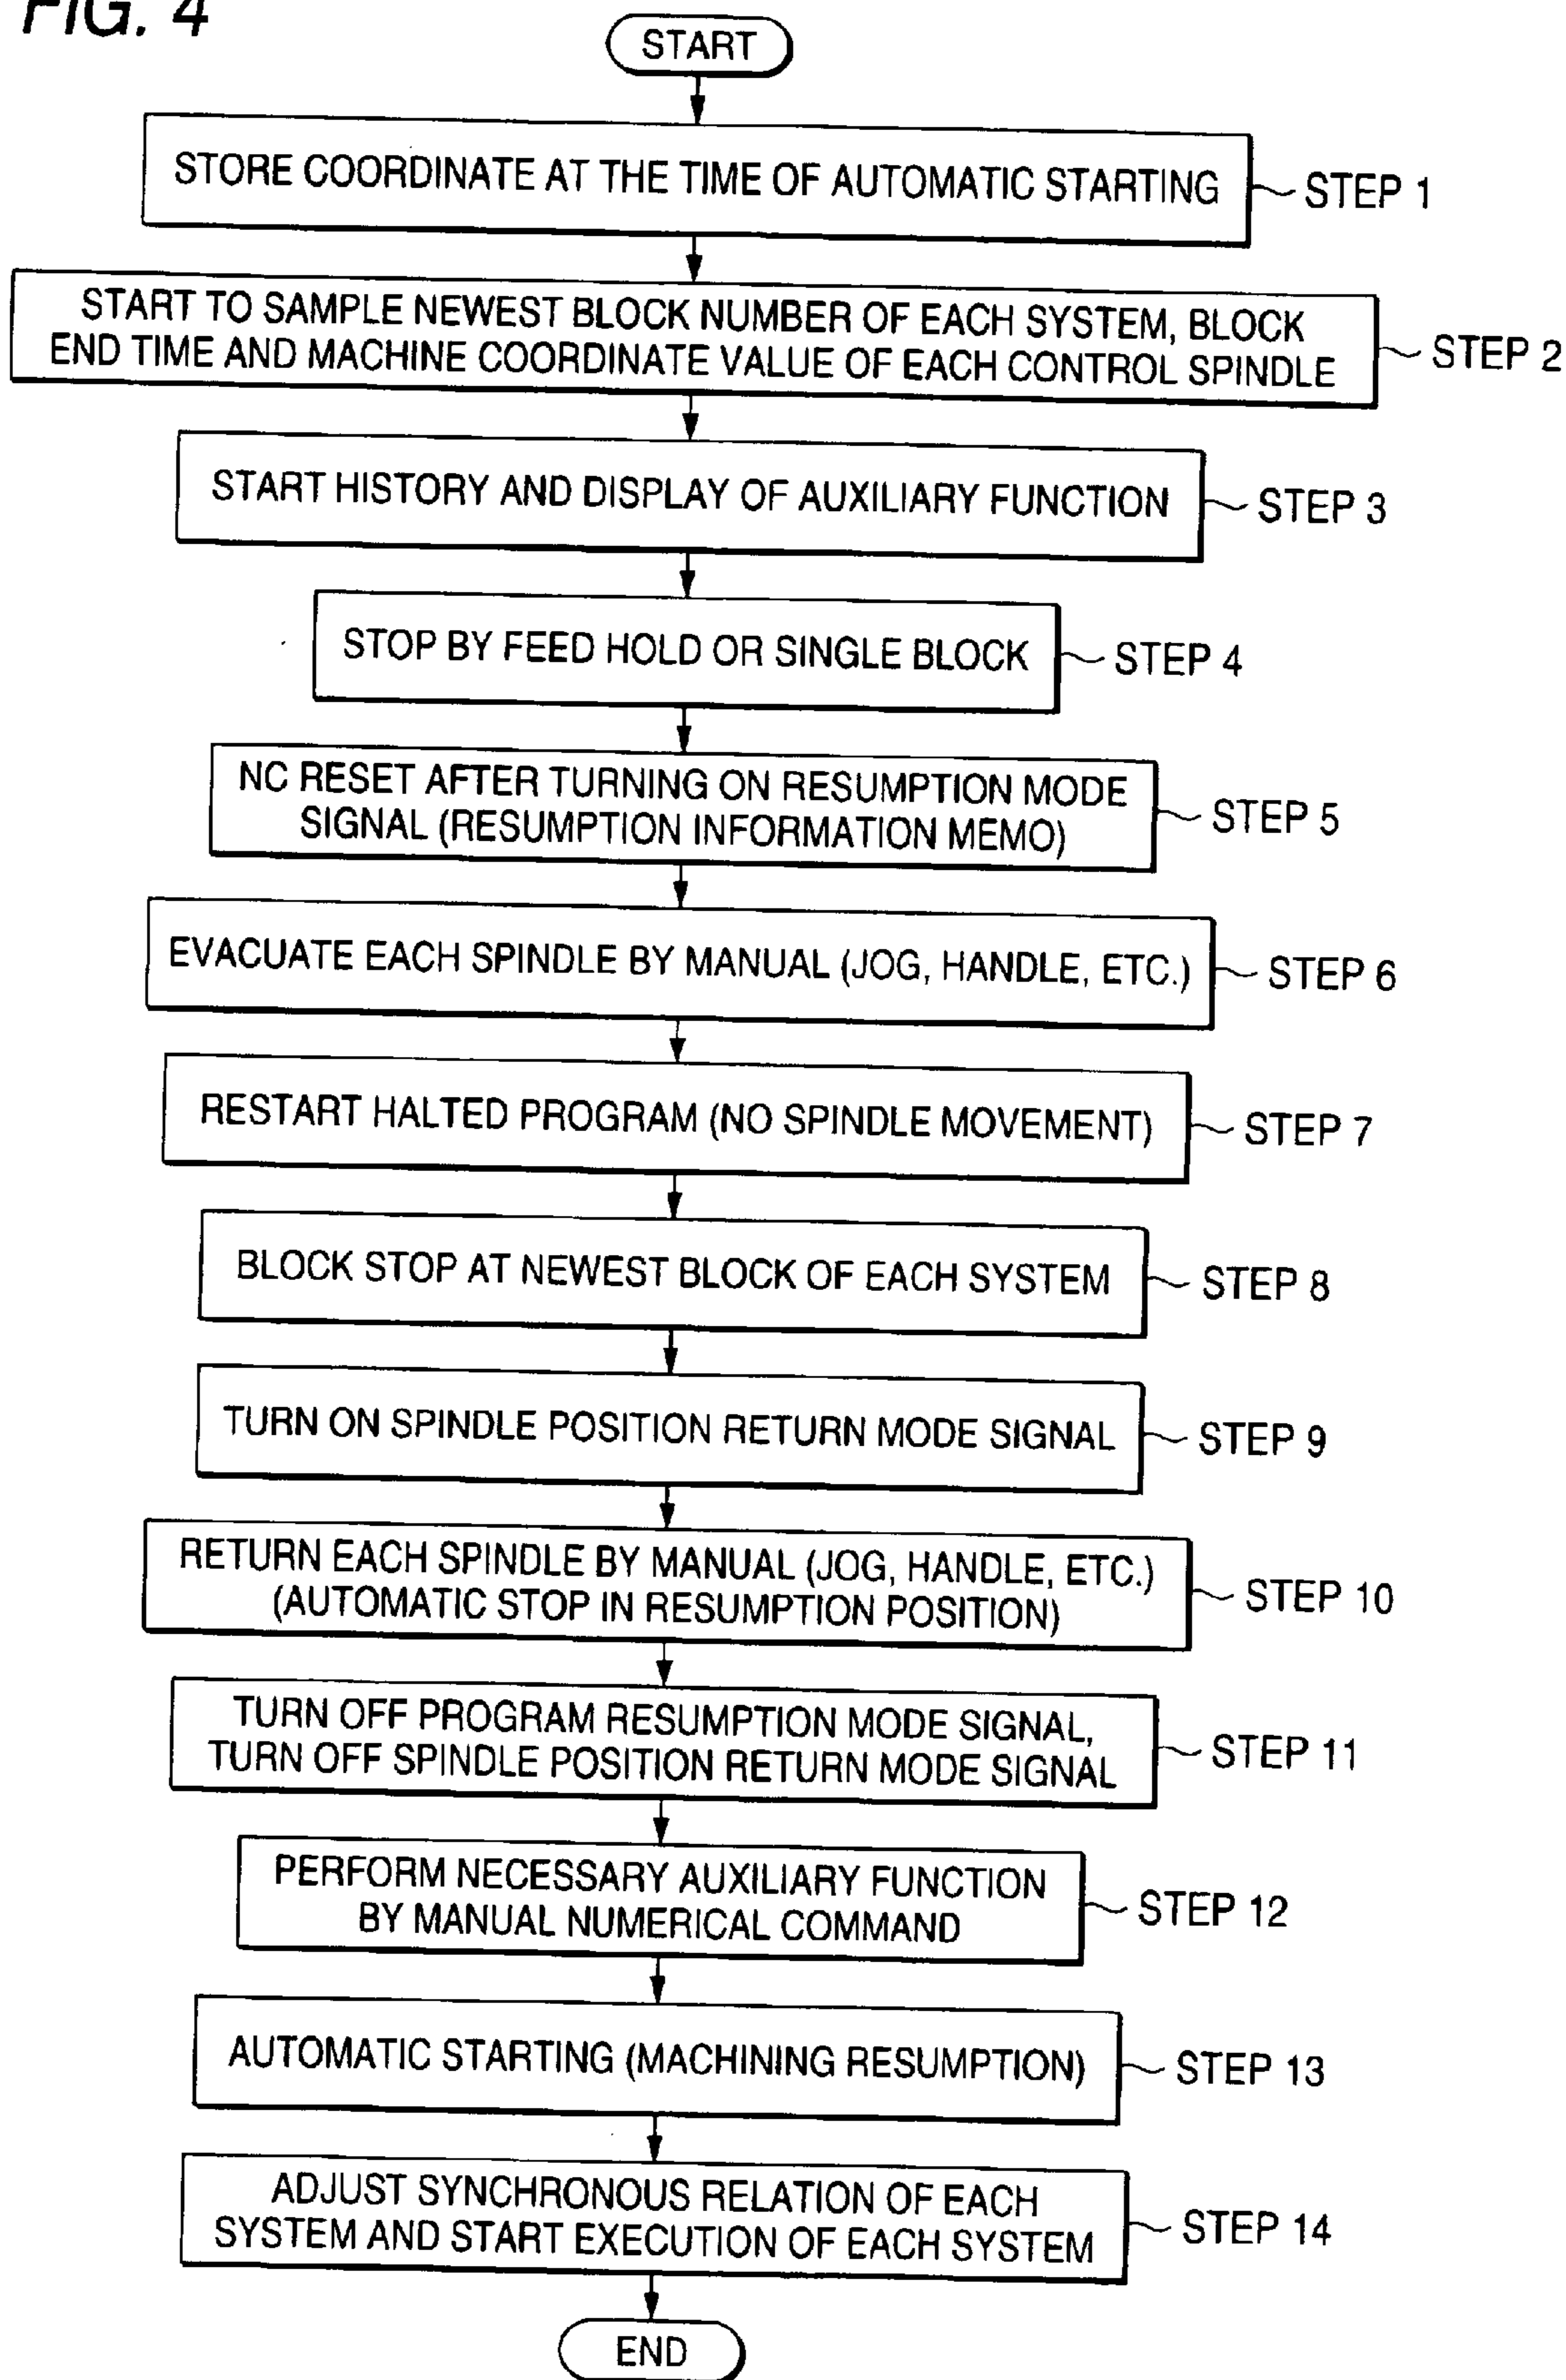 FIG. 4
START
STORE COORDINATE AT THE TIME OF AUTOMATIC STARTING
STEP 1
START TO SAMPLE NEWEST BLOCK NUMBER OF EACH SYSTEM, BLOCK
END TIME AND MACHINE COORDINATE VALUE OF EACH CONTROL SPINDLE
STEP 2
START HISTORY AND DISPLAY OF AUXILIARY FUNCTION
STEP 3
STOP BY FEED HOLD OR SINGLE BLOCK
STEP 4
NC RESET AFTER TURNING ON RESUMPTION MODE
SIGNAL (RESUMPTION INFORMATION MEMO)
STEP 5
EVACUATE EACH SPINDLE BY MANUAL (JOG, HANDLE, ETC.)
STEP 6
RESTART HALTED PROGRAM (NO SPINDLE MOVEMENT)
STEP 7
BLOCK STOP AT NEWEST BLOCK OF EACH SYSTEM
STEP 8
TURN ON SPINDLE POSITION RETURN MODE SIGNAL
STEP 9
RETURN EACH SPINDLE BY MANUAL (JOG, HANDLE, ETC.)
(AUTOMATIC STOP IN RESUMPTION POSITION)
STEP 10
TURN OFF PROGRAM RESUMPTION MODE SIGNAL,
TURN OFF SPINDLE POSITION RETURN MODE SIGNAL
STEP 11
PERFORM NECESSARY AUXILIARY FUNCTION
BY MANUAL NUMERICAL COMMAND
STEP 12
AUTOMATIC STARTING (MACHINING RESUMPTION)
STEP 13
ADJUST SYNCHRONOUS RELATION OF EACH
SYSTEM AND START EXECUTION OF EACH SYSTEM
STEP 14
END